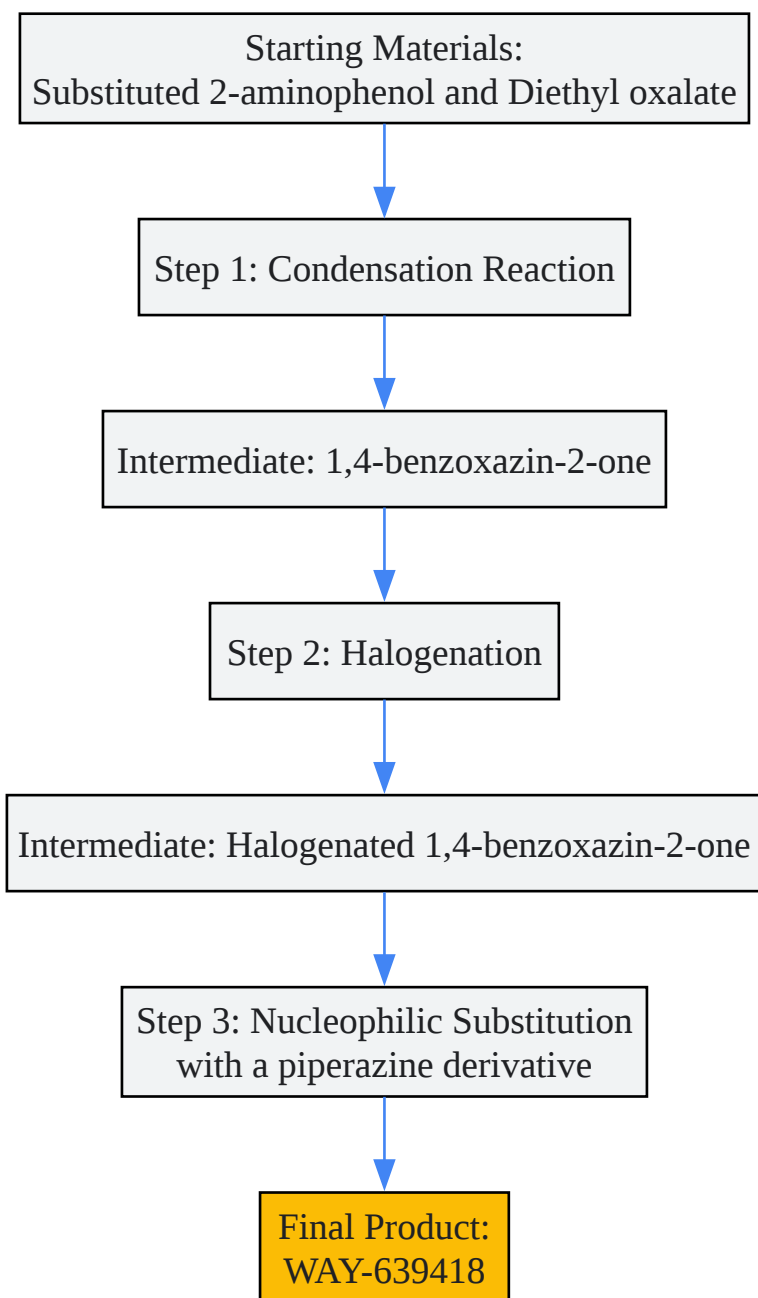 Starting Materials:
Substituted 2-aminophenol and Diethyl oxalate
Step 1: Condensation Reaction
Intermediate: 1,4-benzoxazin-2-one
Step 2: Halogenation
Intermediate: Halogenated 1,4-benzoxazin-2-one
Step 3: Nucleophilic Substitution
with a piperazine derivative
Final Product:
WAY-639418